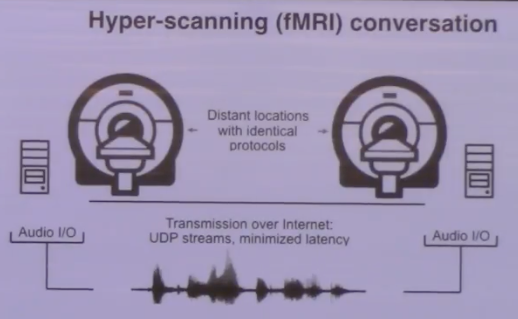 Hyper-scanning (fMRI) conversation
Distant locations
with identical
protocols
Transmission over Internet:
UDP streams, minimized latency
Audio I/O
Audio I/O